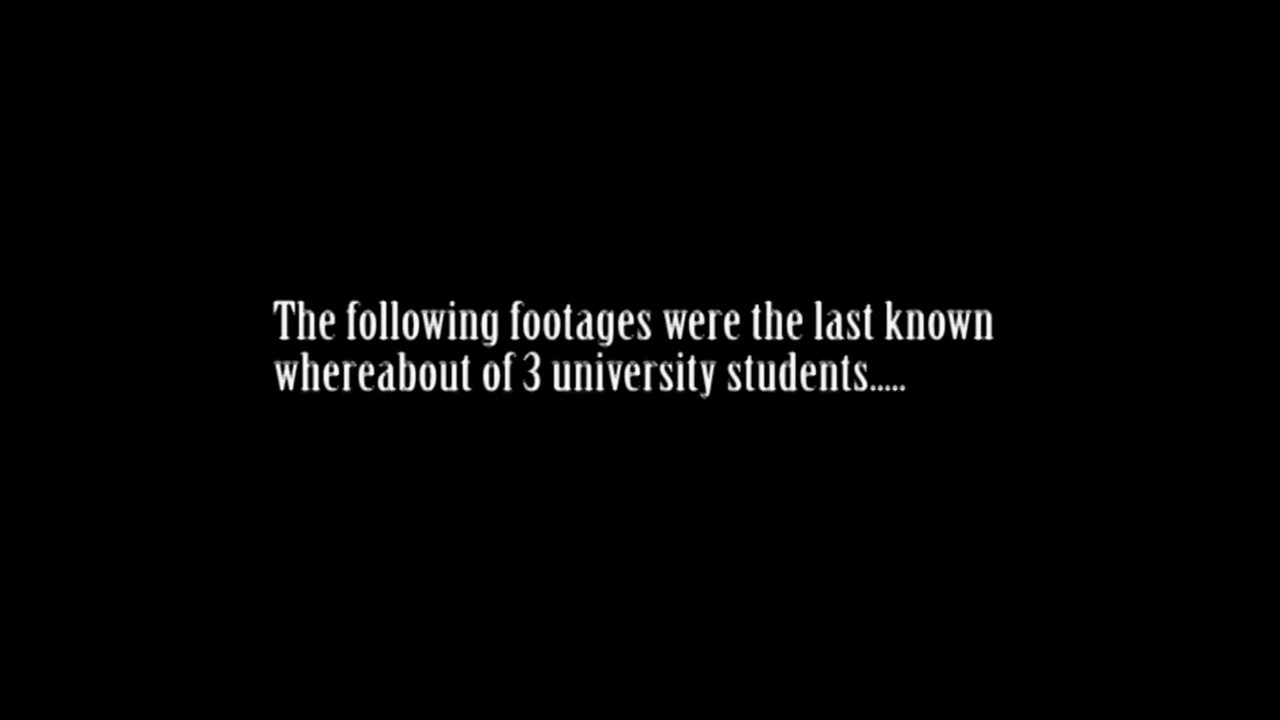 The following footages were the last known
whereabout of 3 university students.....